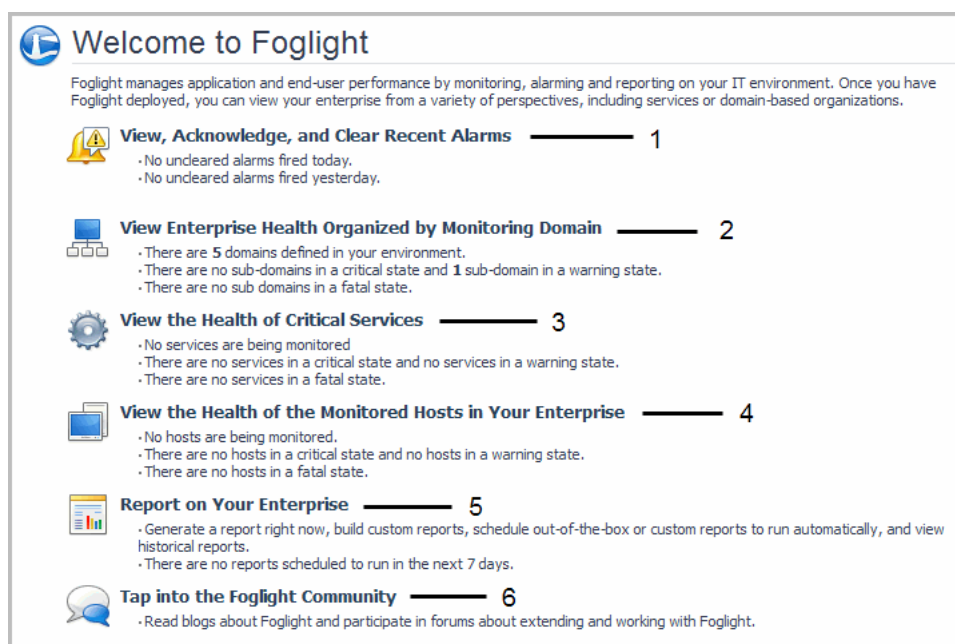 Welcome to Foglight
Foglight manages application and end-user performance by monitoring, alarming and reporting on your IT environment. Once you have
Foglight deployed, you can view your enterprise from a variety of perspectives, including services or domain-based organizations.
View, Acknowledge, and Clear Recent Alarms 1
· No uncleared alarms fired today.
· No uncleared alarms fired yesterday.
View Enterprise Health Organized by Monitoring Domain 2
· There are 5 domains defined in your environment.
· There are no sub-domains in a critical state and 1 sub-domain in a warning state.
· There are no sub domains in a fatal state.
View the Health of Critical Services 3
· No services are being monitored
· There are no services in a critical state and no services in a warning state.
· There are no services in a fatal state.
View the Health of the Monitored Hosts in Your Enterprise 4
· No hosts are being monitored.
· There are no hosts in a critical state and no hosts in a warning state.
· There are no hosts in a fatal state.
Report on Your Enterprise 5
· Generate a report right now, build custom reports, schedule out-of-the-box or custom reports to run automatically, and view
historical reports.
· There are no reports scheduled to run in the next 7 days.
Tap into the Foglight Community 6
· Read blogs about Foglight and participate in forums about extending and working with Foglight.